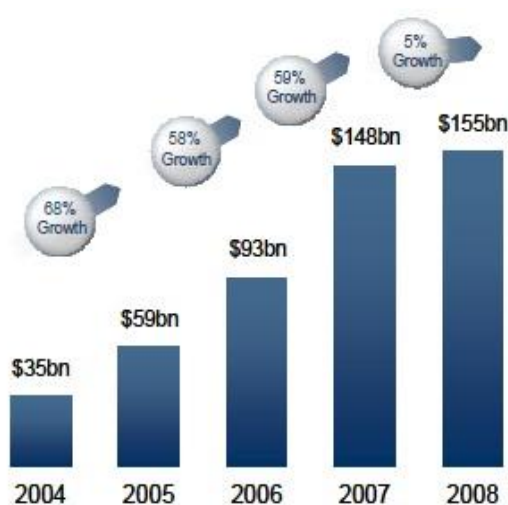 5%
Growth
59%
Growth
58%
Growth
68%
Growth
$155bn
$148bn
$93bn
$59bn
$35bn
2004 2005 2006 2007 2008